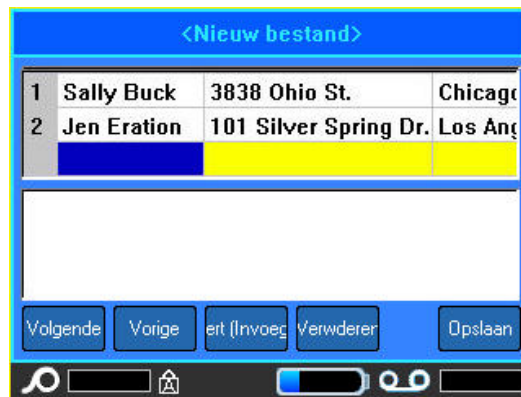 <Nieuw bestand>
1 Sally Buck 3838 Ohio St. Chicago
2 Jen Eration 101 Silver Spring Dr. Los Ang
Volgende Vorige ert (Invoeg Verwderer Opslaan